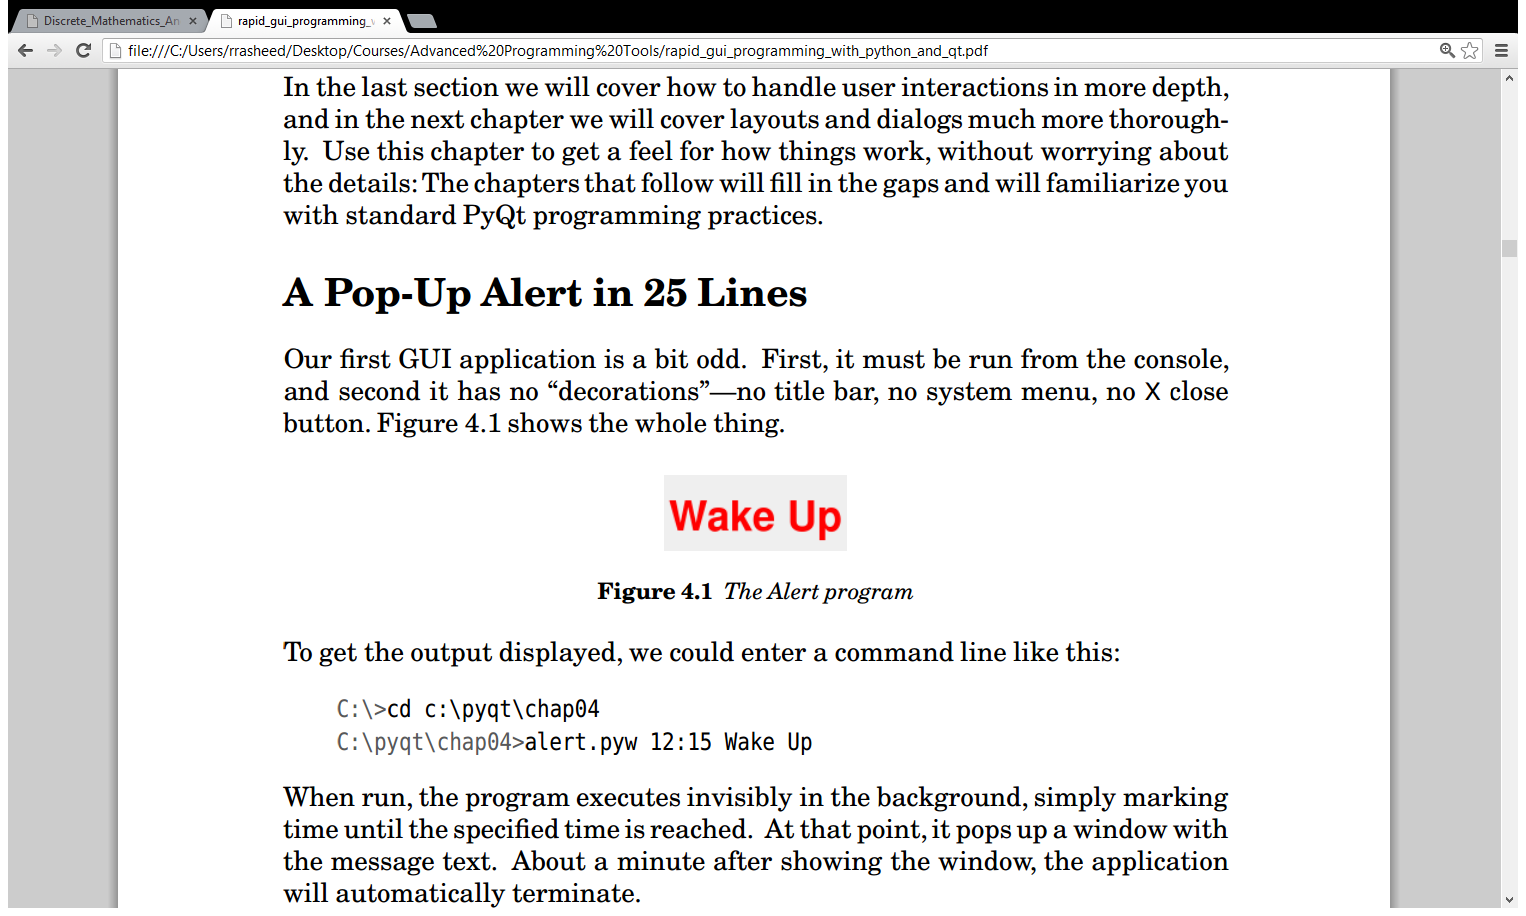 Discrete_Mathematics_An
rapid_gui_programming_v
file:///C:/Users/rrasheed/Desktop/Courses/Advanced%20Programming%20Tools/rapid_gui_programming_with_python_and_qt.pdf
In the last section we will cover how to handle user interactions in more depth,
and in the next chapter we will cover layouts and dialogs much more thorough-
ly. Use this chapter to get a feel for how things work, without worrying about
the details: The chapters that follow will fill in the gaps and will familiarize you
with standard PyQt programming practices.
A Pop-Up Alert in 25 Lines
Our first GUI application is a bit odd. First, it must be run from the console,
and second it has no “decorations”—no title bar, no system menu, no X close
button. Figure 4.1 shows the whole thing.
Wake Up
Figure 4.1 The Alert program
To get the output displayed, we could enter a command line like this:
C:\>cd c:\pyqt\chap04
C:\pyqt\chap04>alert.pyw 12:15 Wake Up
When run, the program executes invisibly in the background, simply marking
time until the specified time is reached. At that point, it pops up a window with
the message text. About a minute after showing the window, the application
will automatically terminate.